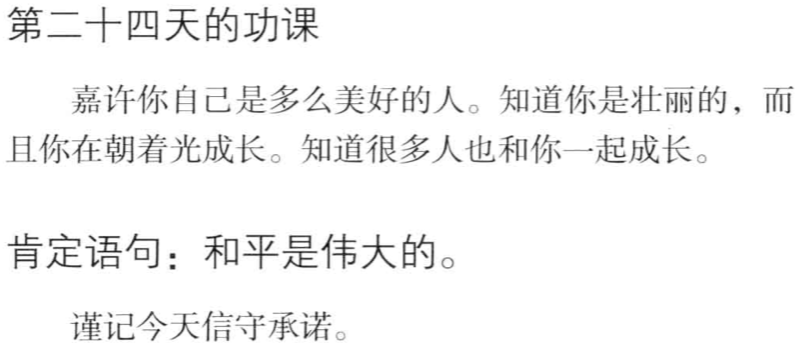 第二十四天的功课
嘉许你自己是多么美好的人。知道你是壮丽的，而
且你在朝着光成长。知道很多人也和你一起成长。
肯定语句：和平是伟大的。
谨记今天信守承诺。